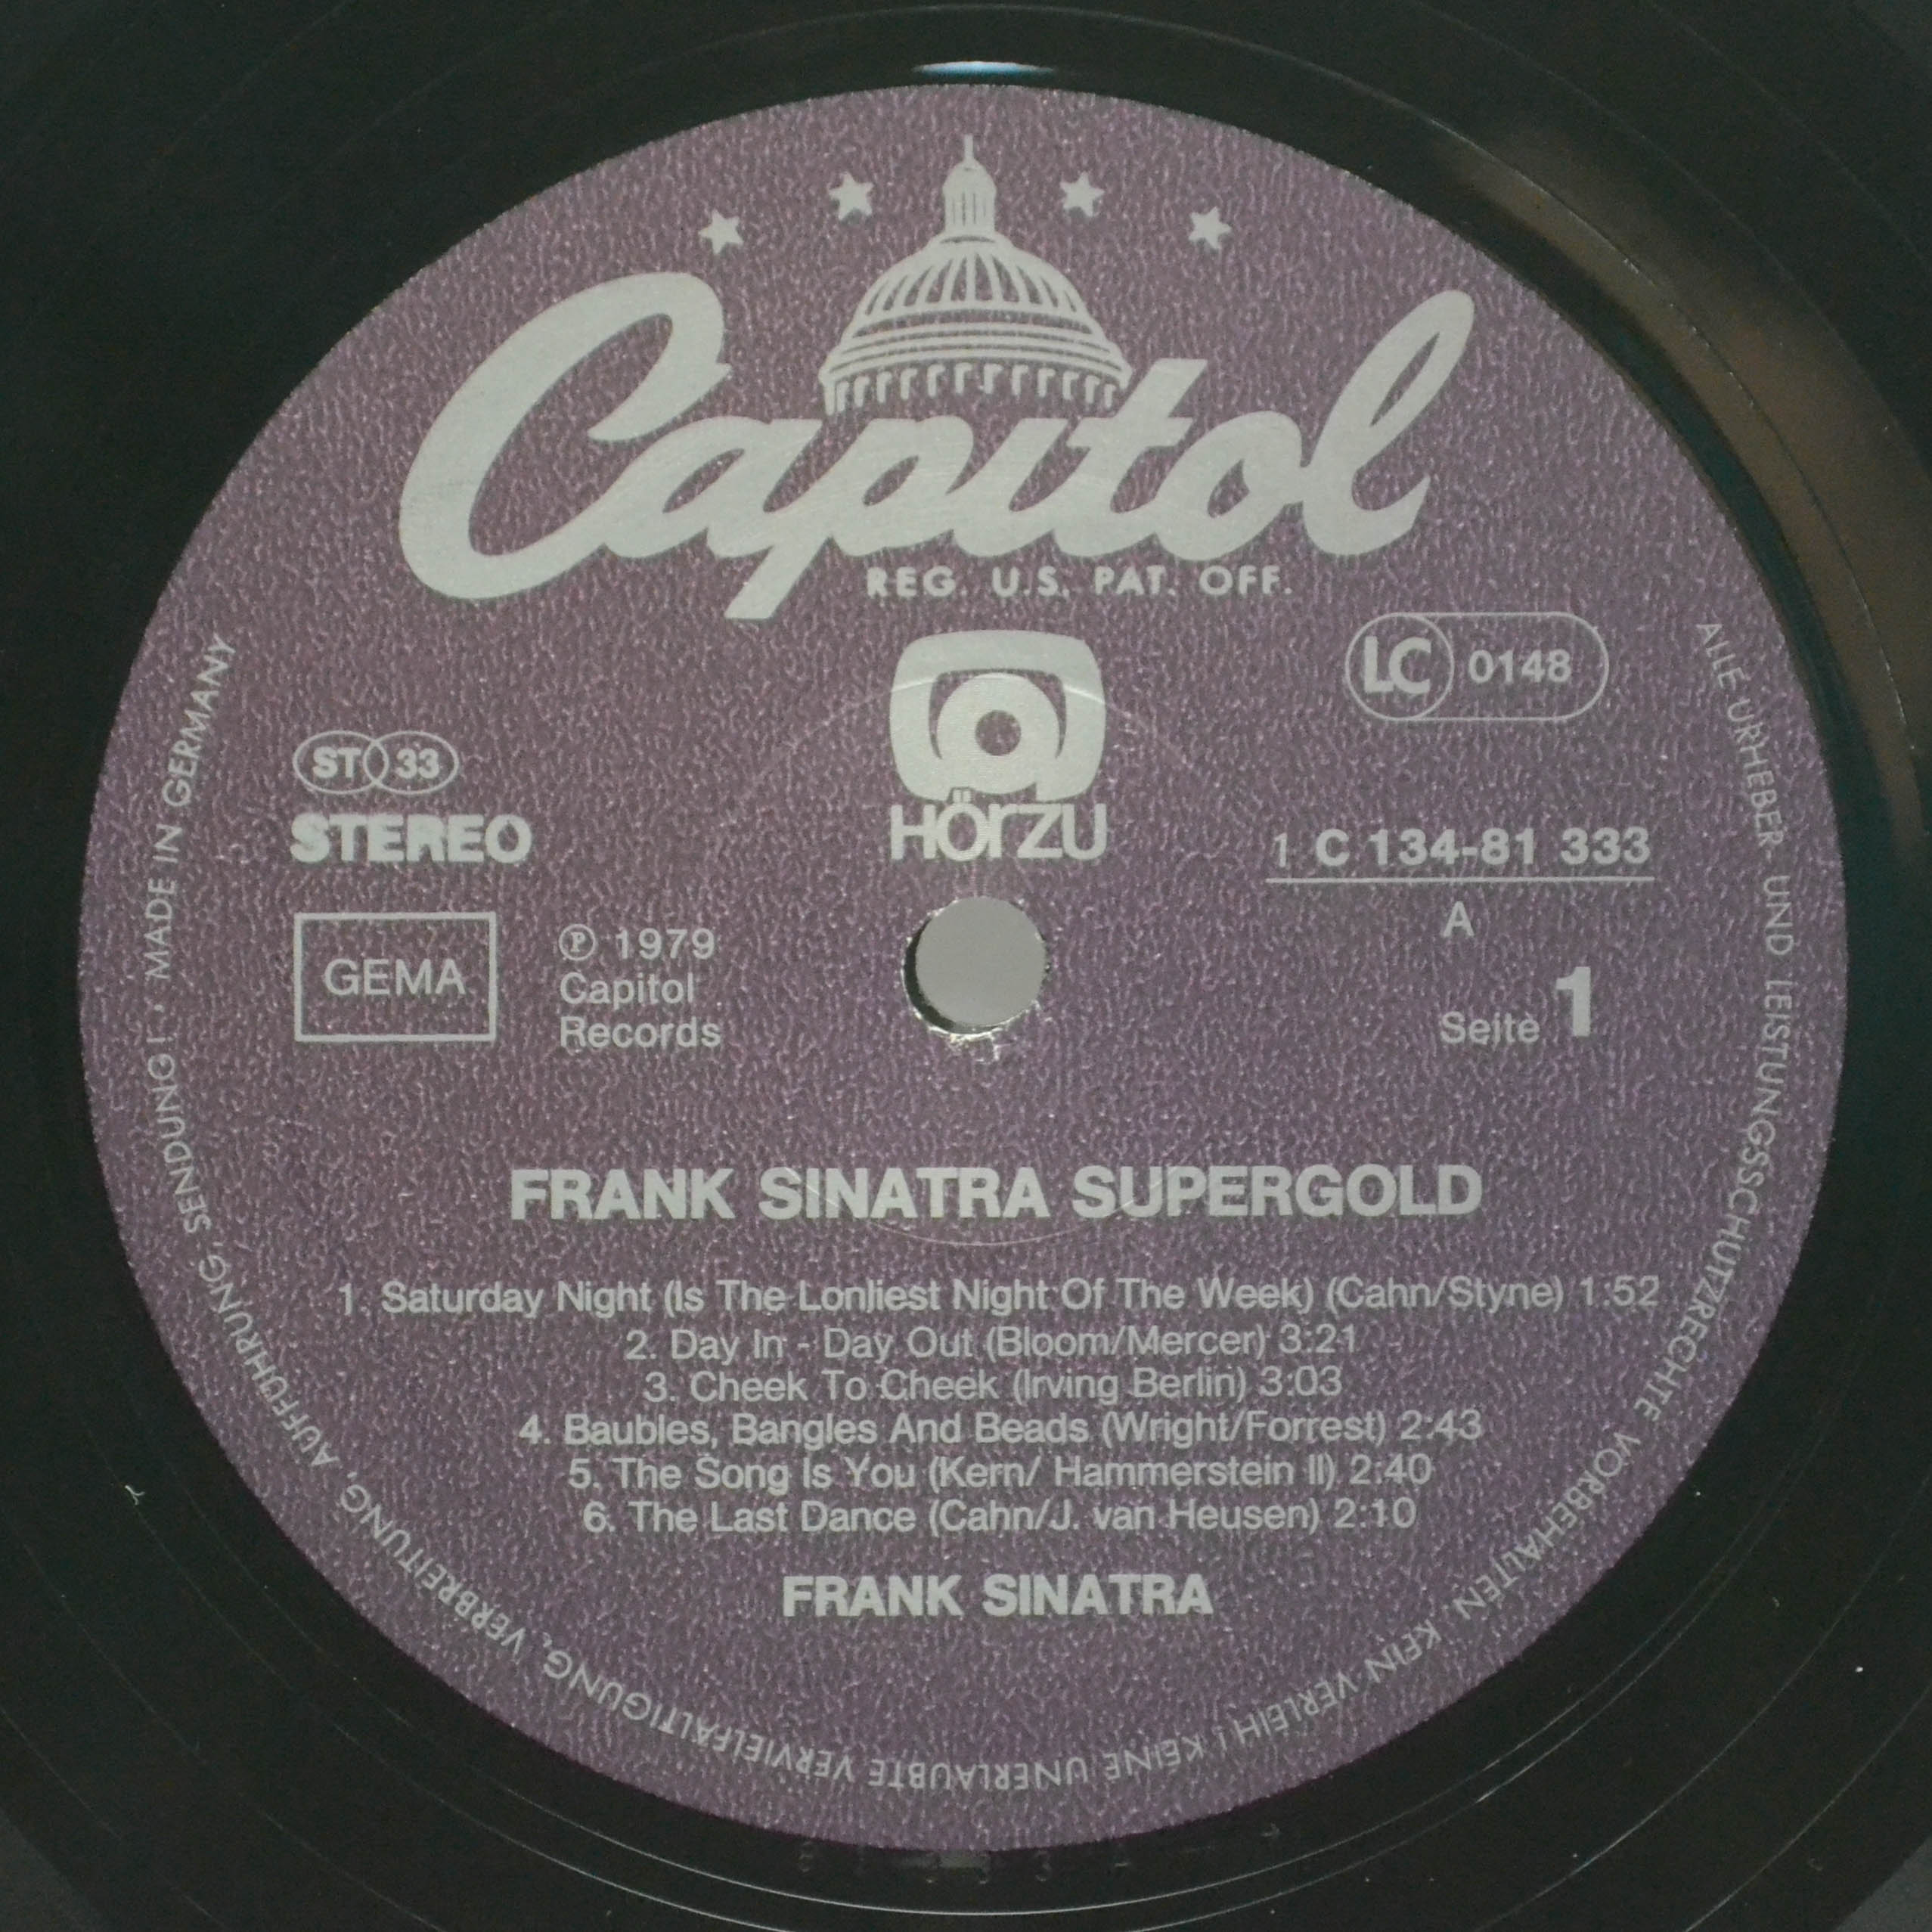 Capitol
REG. U.S. PAT. OFF.
HÖRZU
LC 0148
ST 33
STEREO
1 C 134-81 333
A
Seite 1
GEMA
℗ 1979
Capitol
Records
FRANK SINATRA SUPERGOLD
1. Saturday Night (Is The Lonliest Night Of The Week) (Cahn/Styne) 1:52
2. Day In - Day Out (Bloom/Mercer) 3:21
3. Cheek To Cheek (Irving Berlin) 3:03
4. Baubles, Bangles And Beads (Wright/Forrest) 2:43
5. The Song Is You (Kern/ Hammerstein II) 2:40
6. The Last Dance (Cahn/J. van Heusen) 2:10
FRANK SINATRA
ALLE URHEBER- UND LEISTUNGSSCHUTZRECHTE VORBEHALTEN. KEIN VERLEIH! KEINE UNERLAUBTE VERVIELFÄLTIGUNG, VERBREITUNG, AUFFÜHRUNG, SENDUNG! · MADE IN GERMANY